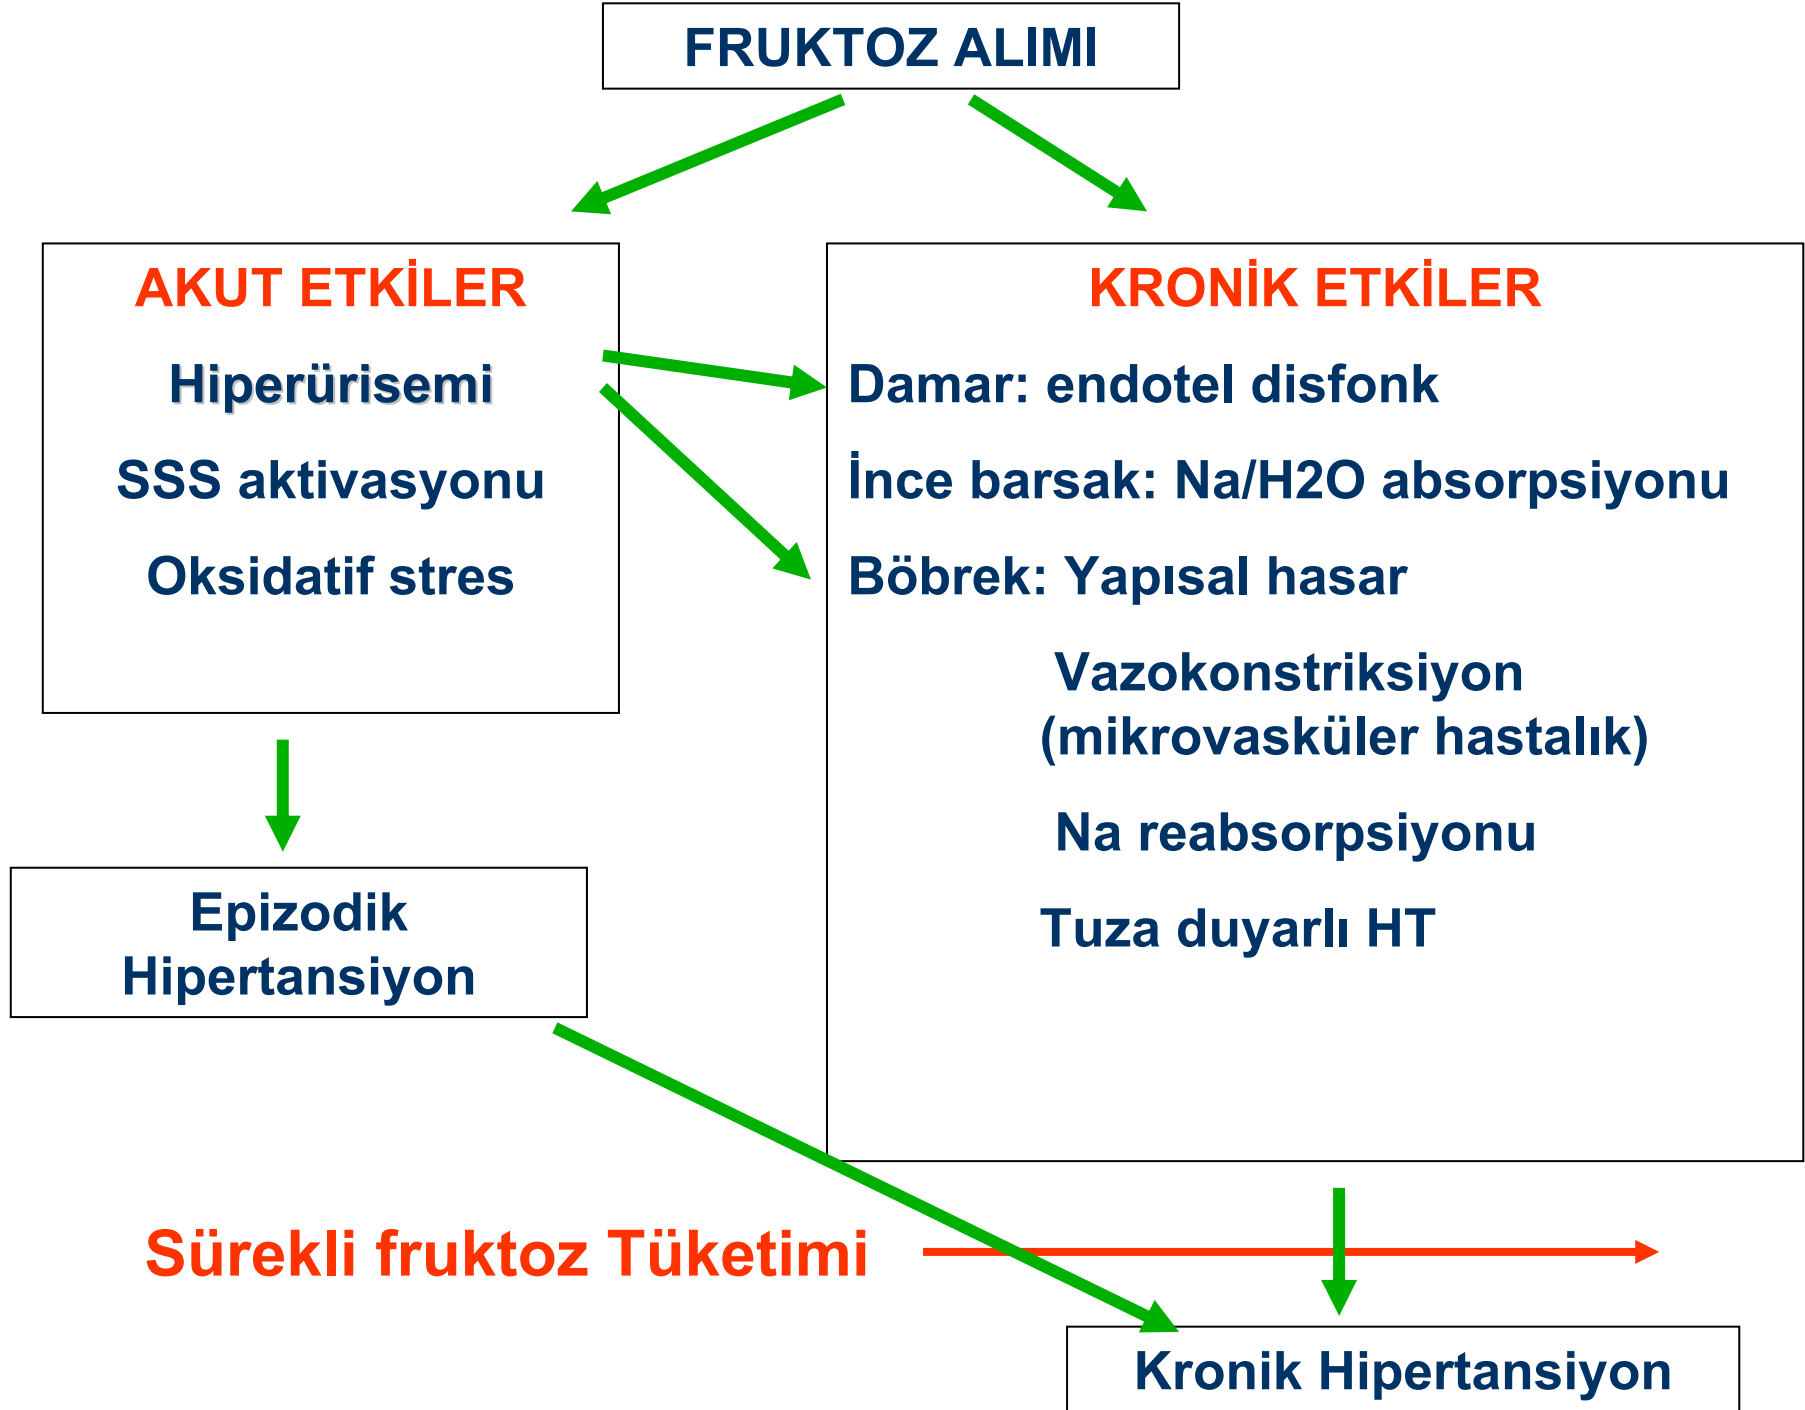 FRUKTOZ ALIMI
AKUT ETKİLER
Hiperürisemi
SSS aktivasyonu
Oksidatif stres
KRONİK ETKİLER
Damar: endotel disfonk
İnce barsak: Na/H2O absorpsiyonu
Böbrek: Yapısal hasar
Vazokonstriksiyon
(mikrovasküler hastalık)
Na reabsorpsiyonu
Tuza duyarlı HT
Epizodik
Hipertansiyon
Sürekli fruktoz Tüketimi
Kronik Hipertansiyon